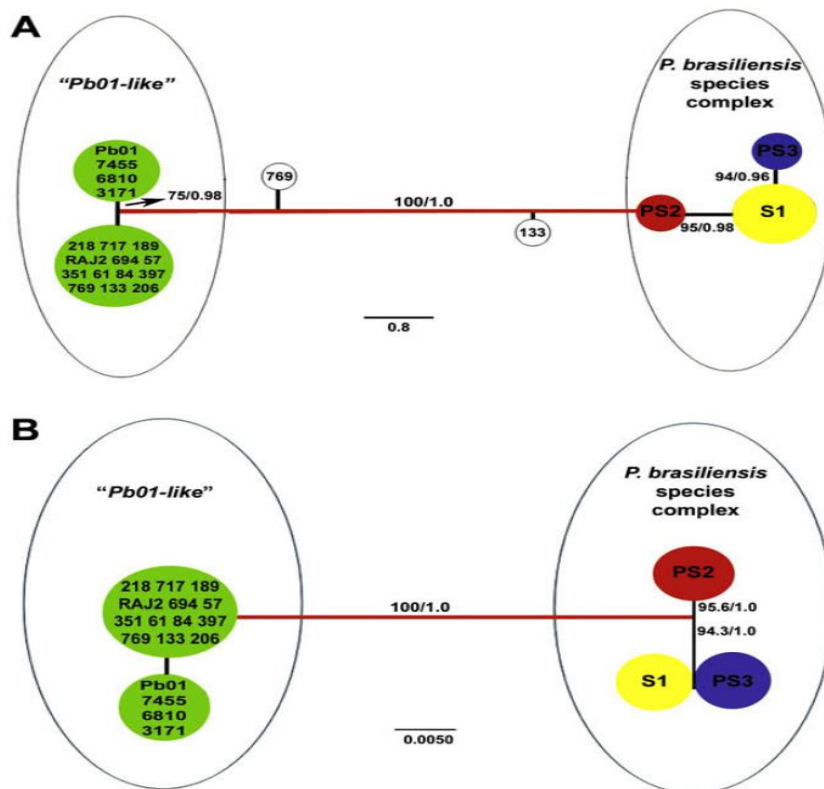 A
"Pb01-like"
Pb01
7455
6810
3171
75/0.98
218 717 189
RAJ2 694 57
351 61 84 397
769 133 206
769
100/1.0
133
0.8
P. brasiliensis
species
complex
PS3
94/0.96
PS2
S1
95/0.98
B
"Pb01-like"
218 717 189
RAJ2 694 57
351 61 84 397
769 133 206
Pb01
7455
6810
3171
100/1.0
0.0050
P. brasiliensis
species
complex
PS2
95.6/1.0
94.3/1.0
S1
PS3